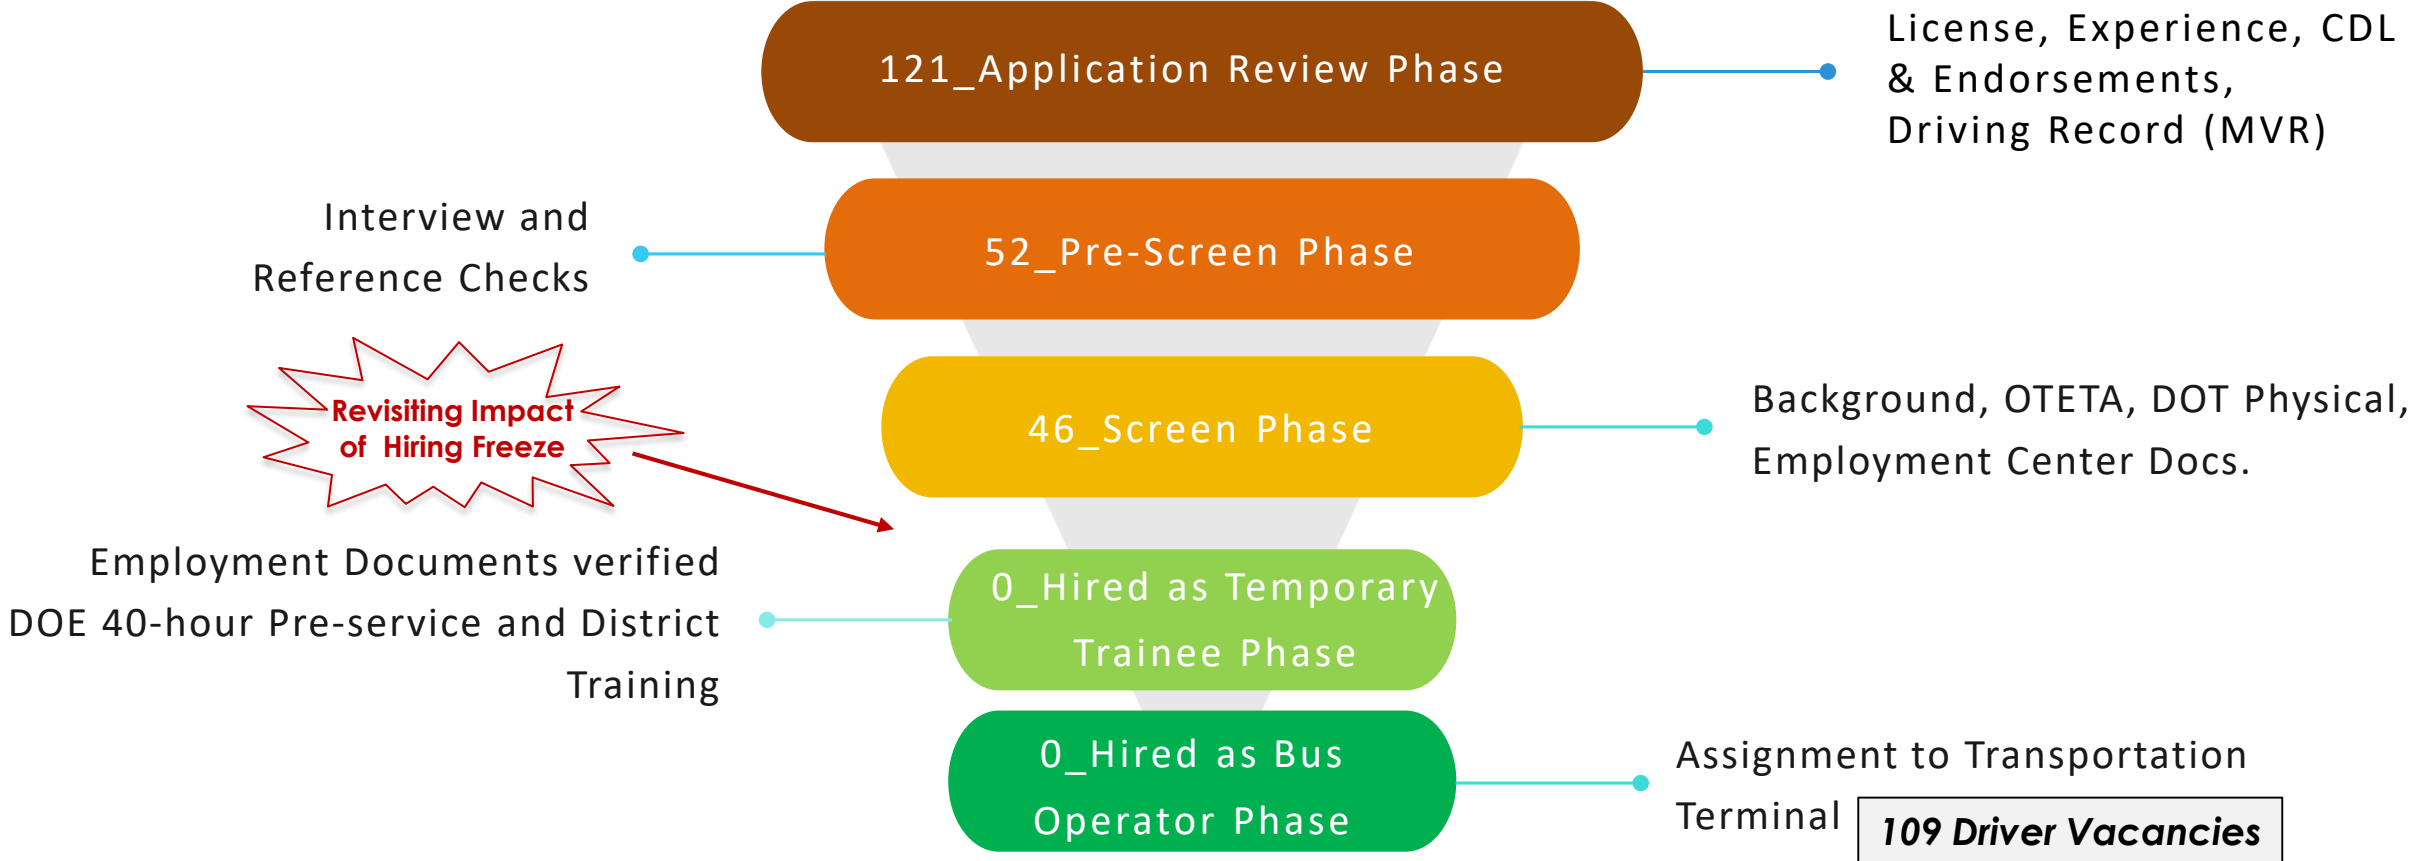 121_Application Review Phase
License, Experience, CDL
& Endorsements,
Driving Record (MVR)
Interview and
Reference Checks
52_Pre-Screen Phase
Revisiting Impact
of Hiring Freeze
46_Screen Phase
Background, OTETA, DOT Physical,
Employment Center Docs.
Employment Documents verified
DOE 40-hour Pre-service and District
Training
0_Hired as Temporary
Trainee Phase
0_Hired as Bus
Operator Phase
Assignment to Transportation
Terminal
109 Driver Vacancies